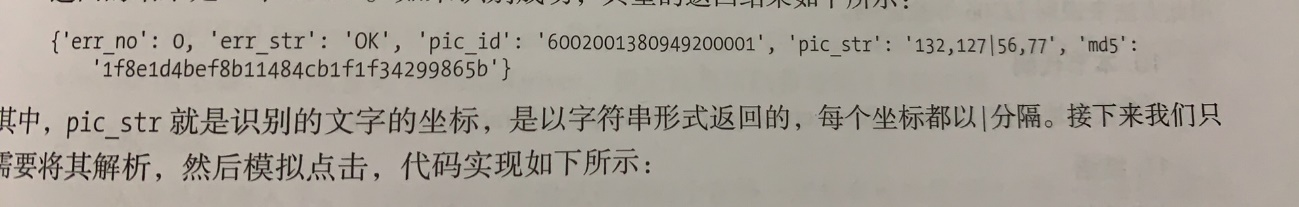 {'err_no': 0, 'err_str': 'OK', 'pic_id': '6002001380949200001', 'pic_str': '132,127|56,77', 'md5':
'1f8e1d4bef8b11484cb1f1f34299865b'}
其中，pic_str 就是识别的文字的坐标，是以字符串形式返回的，每个坐标都以|分隔。接下来我们只
需要将其解析，然后模拟点击，代码实现如下所示：